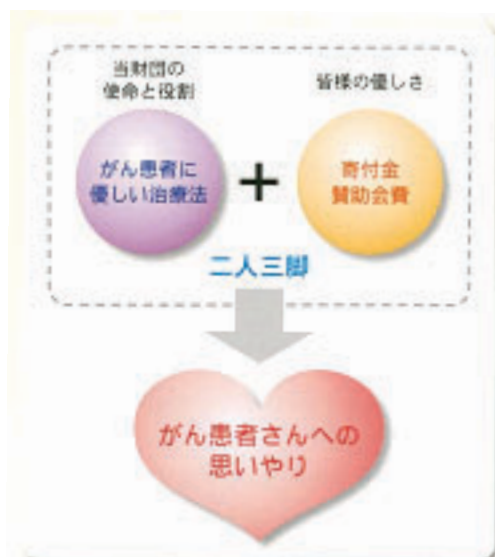 当財団の
使命と役割
皆様の優しさ
がん患者に
優しい治療法
+
寄付金
賛助会費
二人三脚
がん患者さんへの
思いやり